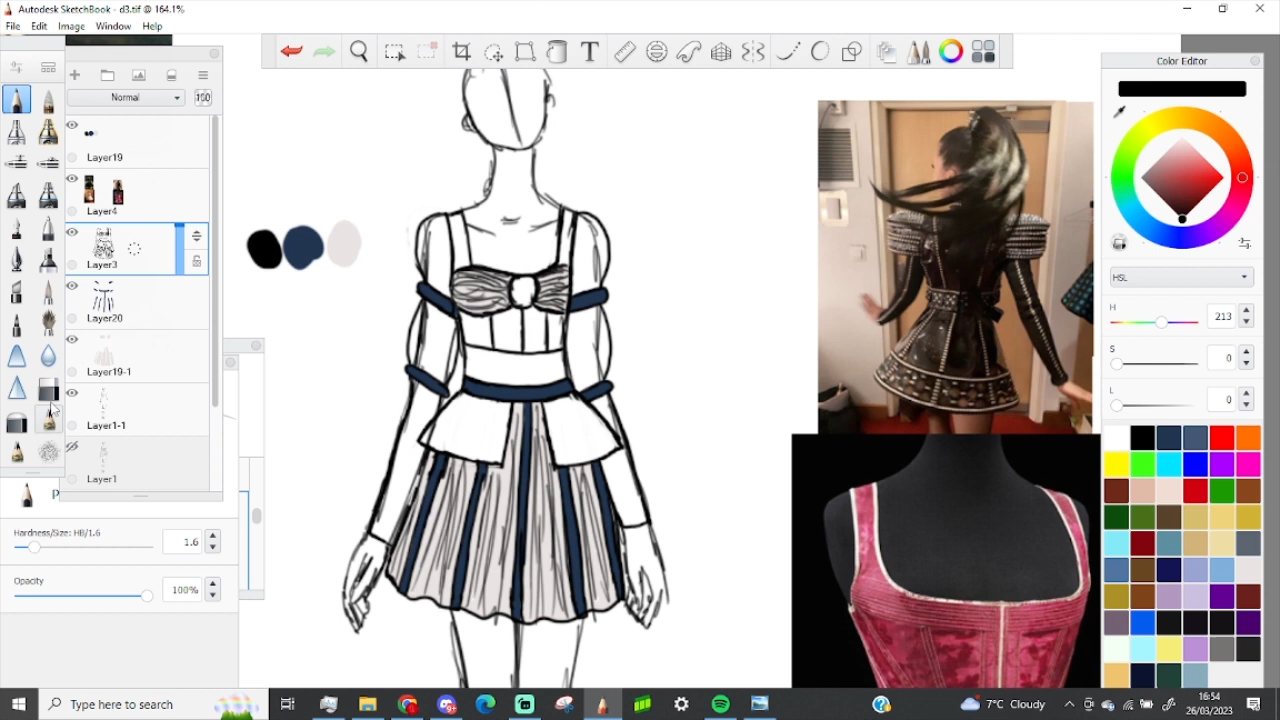 Autodesk SketchBook - d3.tif @ 164.1%
File Edit Image Window Help
T
Color Editor
Normal
100
Layer19
Layer4
Layer3
Layer20
Layer19-1
Layer1-1
Layer1
HSL
H
213
S
0
L
0
P
Hardness/Size: HB/1.6
1.6
Opacity
100%
Type here to search
7°C Cloudy
16:54
26/03/2023